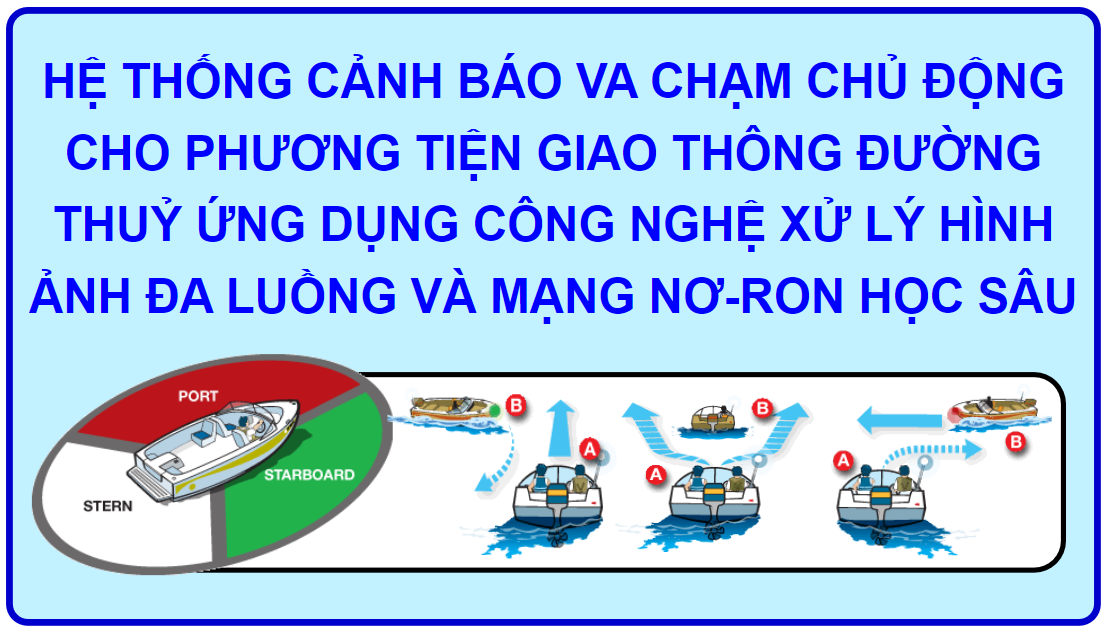 HỆ THỐNG CẢNH BÁO VA CHẠM CHỦ ĐỘNG
CHO PHƯƠNG TIỆN GIAO THÔNG ĐƯỜNG
THUỶ ỨNG DỤNG CÔNG NGHỆ XỬ LÝ HÌNH
ẢNH ĐA LUỒNG VÀ MẠNG NƠ-RON HỌC SÂU
PORT
STARBOARD
STERN
B
A
B
A
B
A